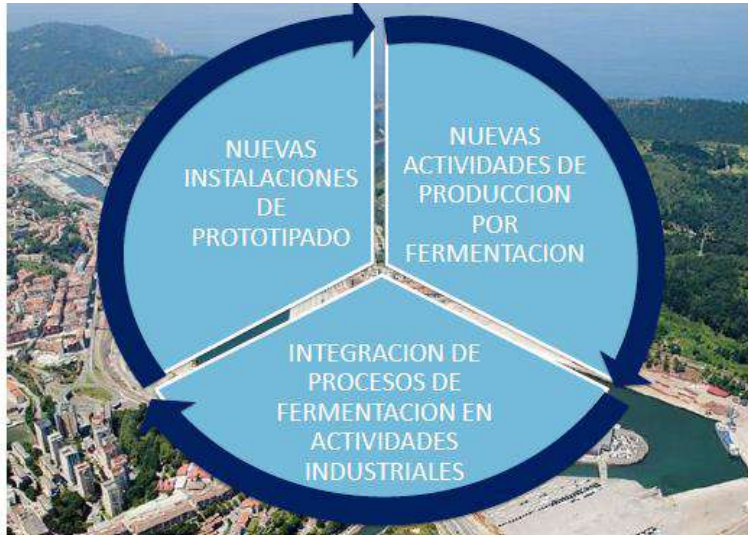 NUEVAS
INSTALACIONES
DE
PROTOTIPADO
NUEVAS
ACTIVIDADES DE
PRODUCCION
POR
FERMENTACION
INTEGRACION DE
PROCESOS DE
FERMENTACION EN
ACTIVIDADES
INDUSTRIALES